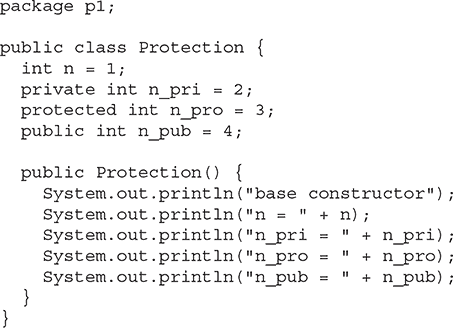 package p1;

public class Protection {
  int n = 1;
  private int n_pri = 2;
  protected int n_pro = 3;
  public int n_pub = 4;

  public Protection() {
    System.out.println("base constructor");
    System.out.println("n = " + n);
    System.out.println("n_pri = " + n_pri);
    System.out.println("n_pro = " + n_pro);
    System.out.println("n_pub = " + n_pub);
  }
}